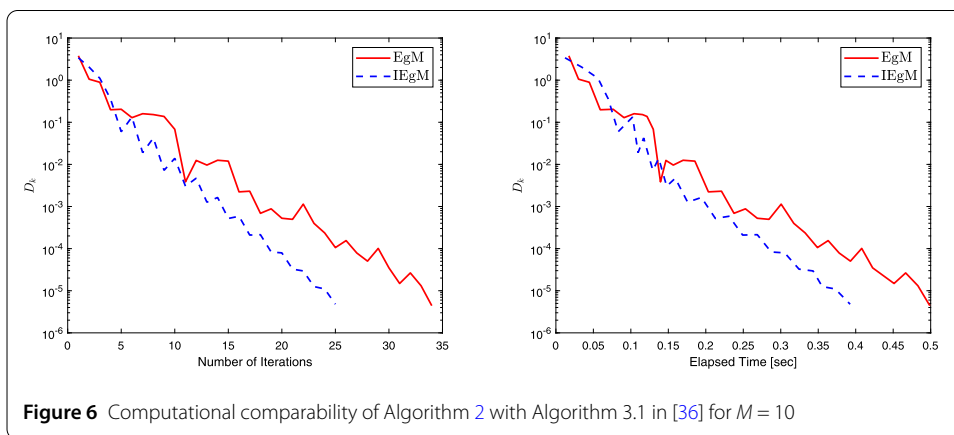 10^1
10^0
10^-1
10^-2
10^-3
10^-4
10^-5
10^-6
D_k
0 5 10 15 20 25 30 35
Number of Iterations
EgM
IEgM
10^1
10^0
10^-1
10^-2
10^-3
10^-4
10^-5
10^-6
D_k
0 0.05 0.1 0.15 0.2 0.25 0.3 0.35 0.4 0.45 0.5
Elapsed Time [sec]
EgM
IEgM
Figure 6 Computational comparability of Algorithm 2 with Algorithm 3.1 in [36] for M = 10